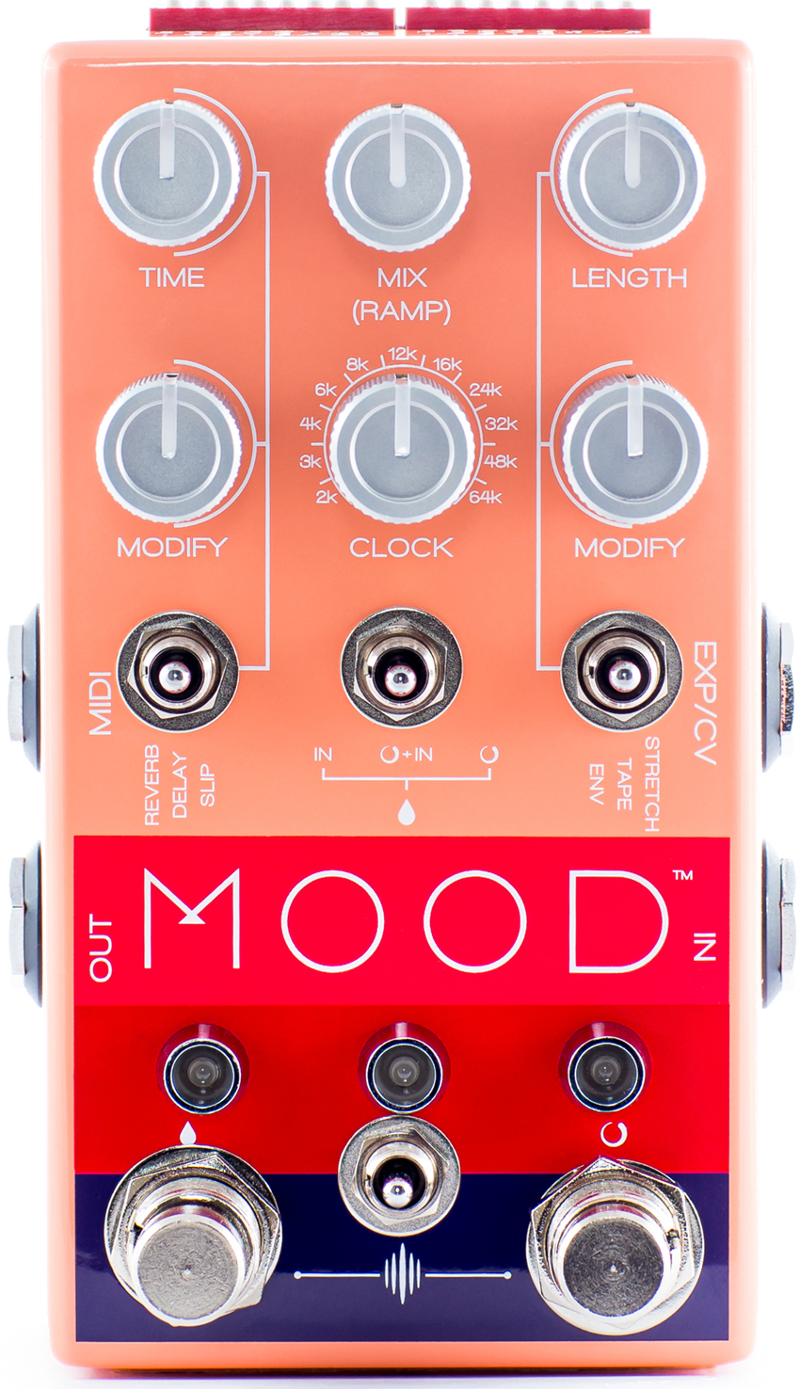 TIME
MIX
(RAMP)
LENGTH
2k
3k
4k
6k
8k
12k
16k
24k
32k
48k
64k
MODIFY
CLOCK
MODIFY
MIDI
EXP/CV
REVERB
DELAY
SLIP
IN
+IN
STRETCH
TAPE
ENV
OUT
MOOD™
IN